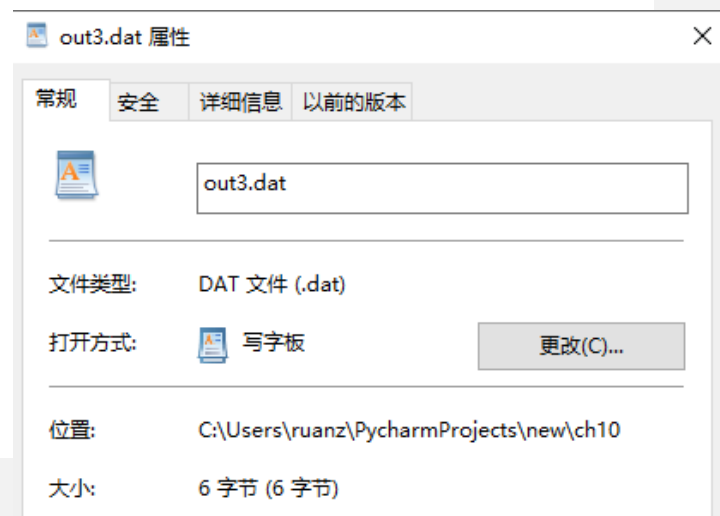 out3.dat 属性
常规 安全 详细信息 以前的版本
out3.dat
文件类型: DAT 文件 (.dat)
打开方式: 写字板 更改(C)...
位置: C:\Users\ruanz\PycharmProjects\new\ch10
大小: 6 字节 (6 字节)